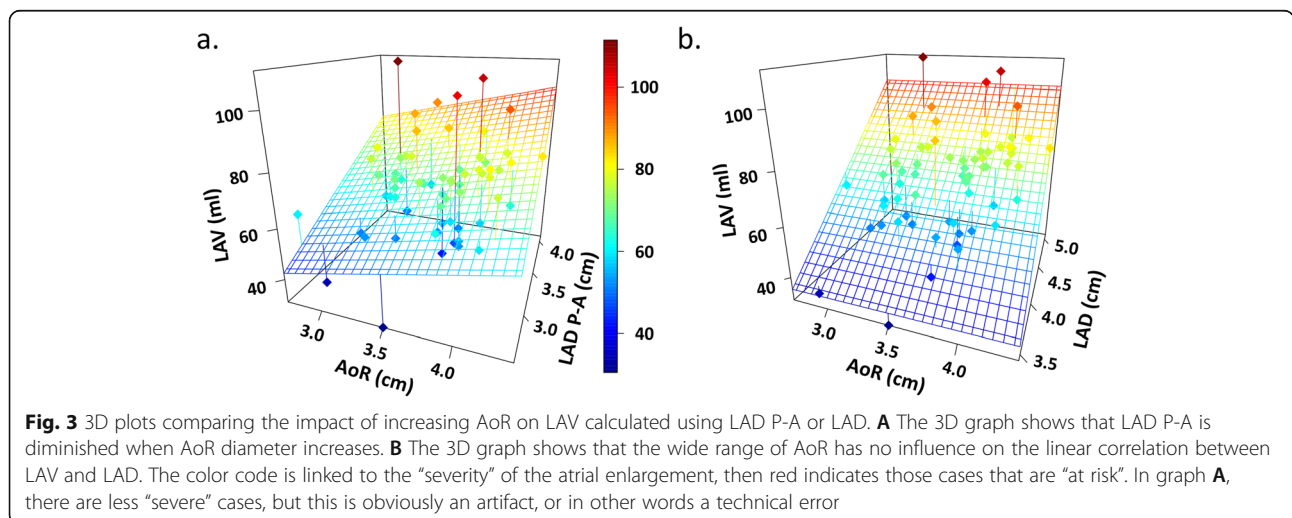 a.
b.
100
80
60
40
LAV (ml)
3.0
3.5
4.0
AoR (cm)
4.0
3.5
3.0
LAD P-A (cm)
100
80
60
40
100
80
60
40
LAV (ml)
3.0
3.5
4.0
AoR (cm)
5.0
4.5
4.0
3.5
LAD (cm)
Fig. 3 3D plots comparing the impact of increasing AoR on LAV calculated using LAD P-A or LAD. A The 3D graph shows that LAD P-A is
diminished when AoR diameter increases. B The 3D graph shows that the wide range of AoR has no influence on the linear correlation between
LAV and LAD. The color code is linked to the “severity” of the atrial enlargement, then red indicates those cases that are “at risk”. In graph A,
there are less “severe” cases, but this is obviously an artifact, or in other words a technical error